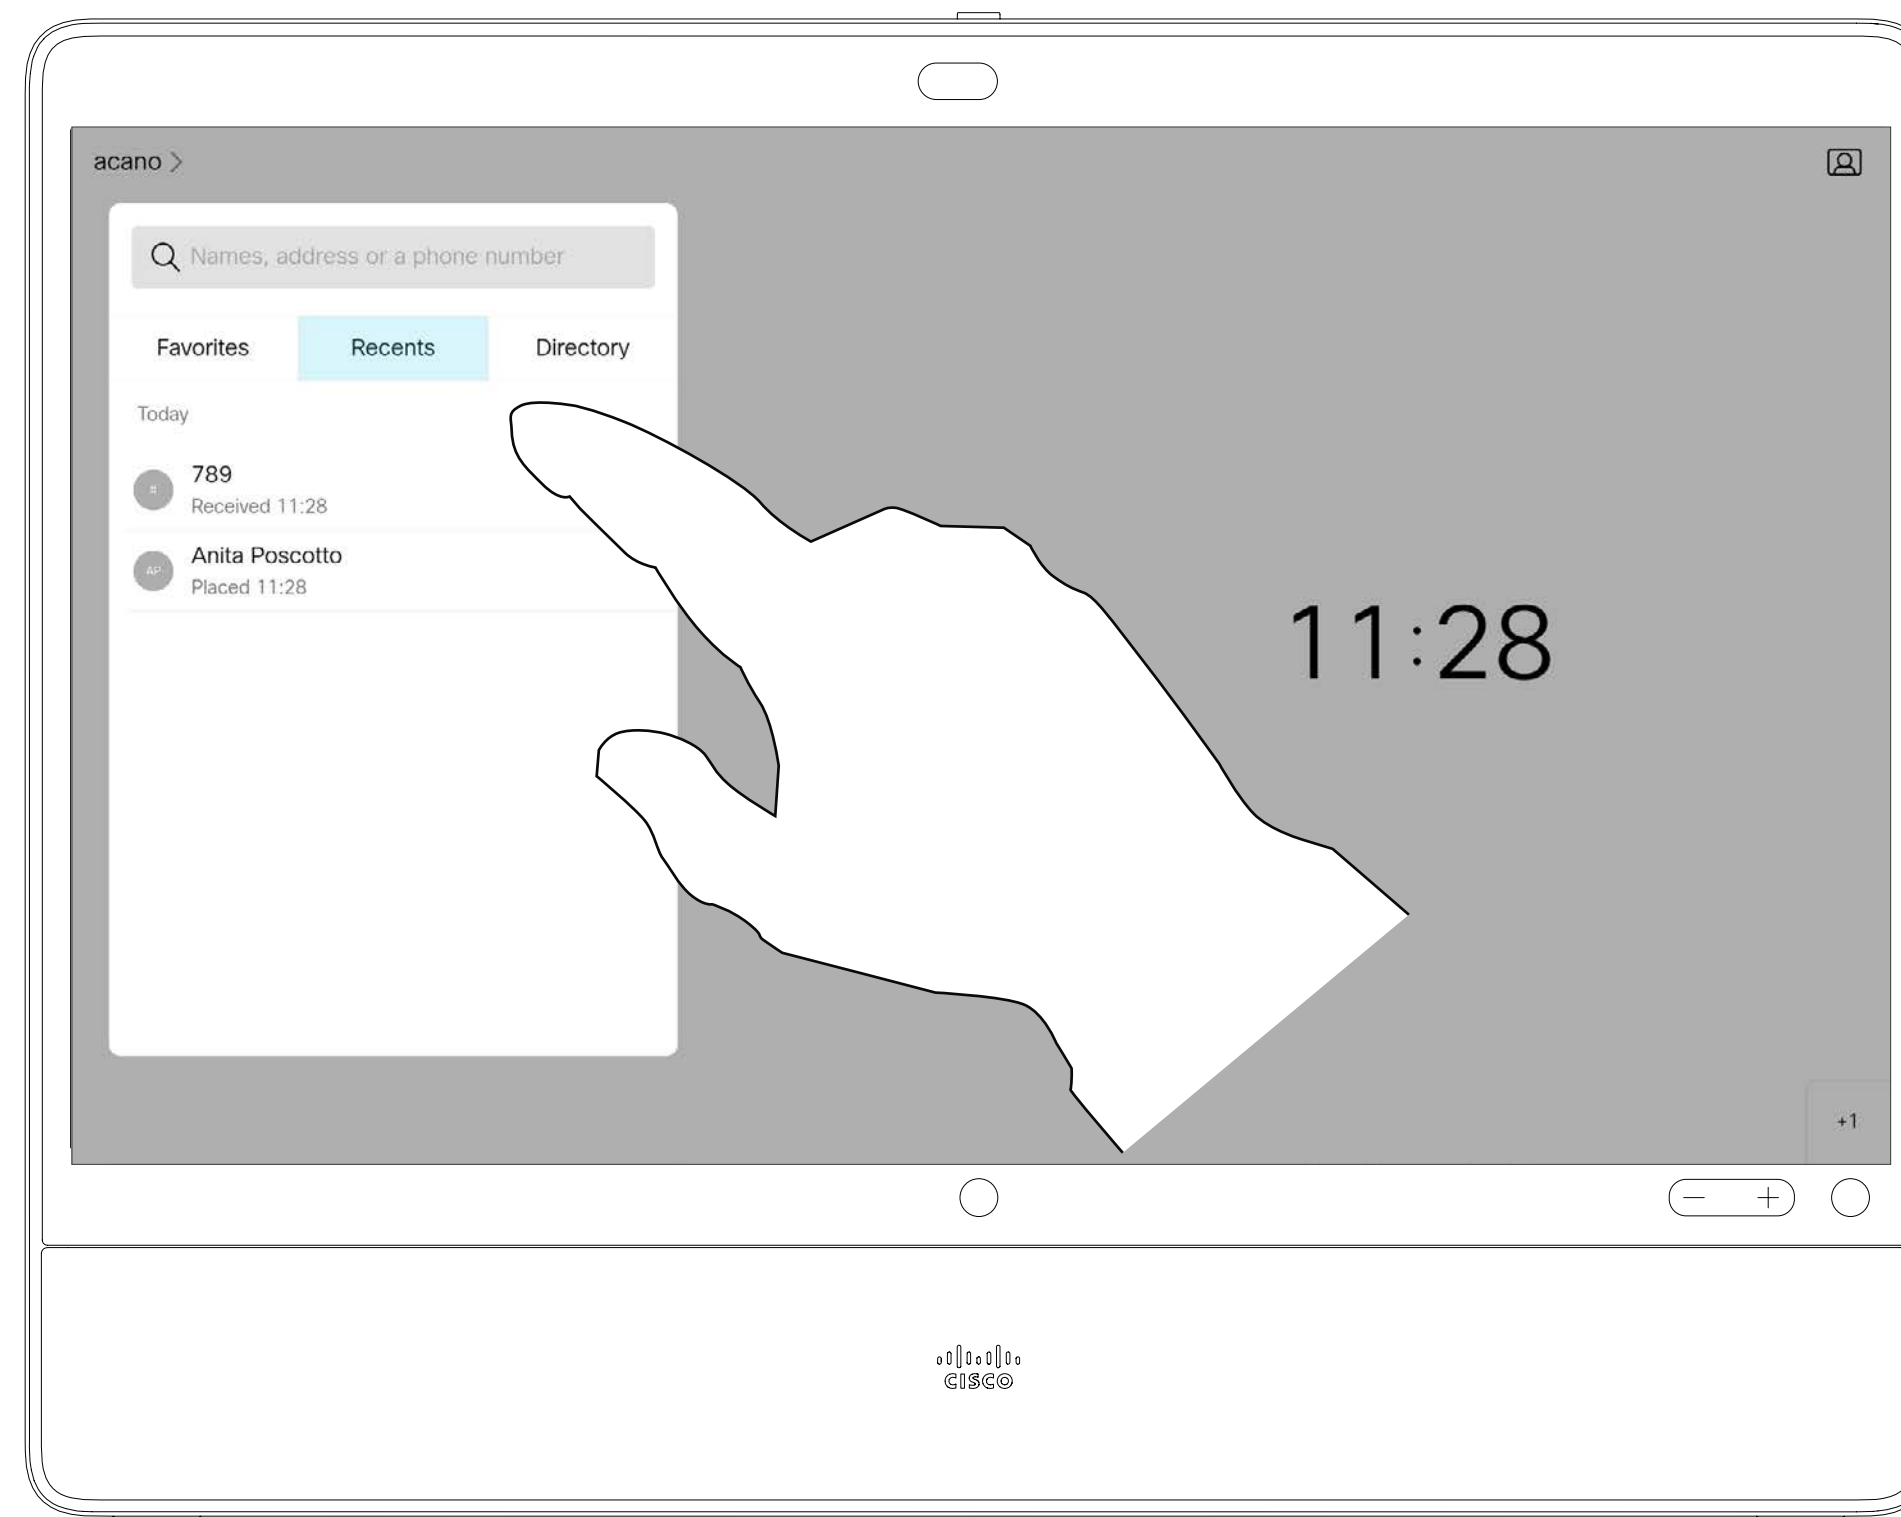 acano
Names, address or a phone number
Favorites Recents Directory
Today
#
789
Received 11:28
AP
Anita Poscotto
Placed 11:28
11:28
+1
CISCO